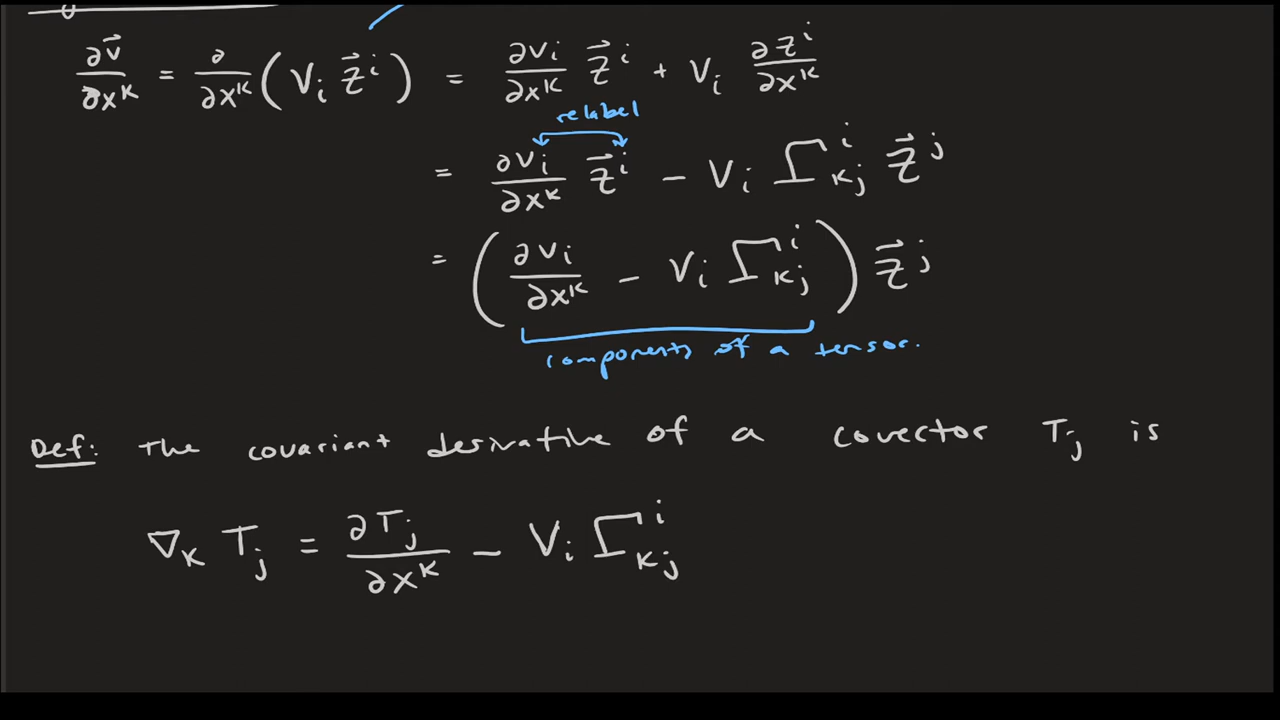 ∂v⃗/∂x^k = ∂/∂x^k (V_i z⃗^i) = ∂V_i/∂x^k z⃗^i + V_i ∂z⃗^i/∂x^k
relabel
= ∂V_i/∂x^k z⃗^i − V_i Γ^i_kj z⃗^j
= (∂V_i/∂x^k − V_i Γ^i_kj) z⃗^j
components of a tensor.
Def: The covariant derivative of a covector T_j is
∇_k T_j = ∂T_j/∂x^k − V_i Γ^i_kj